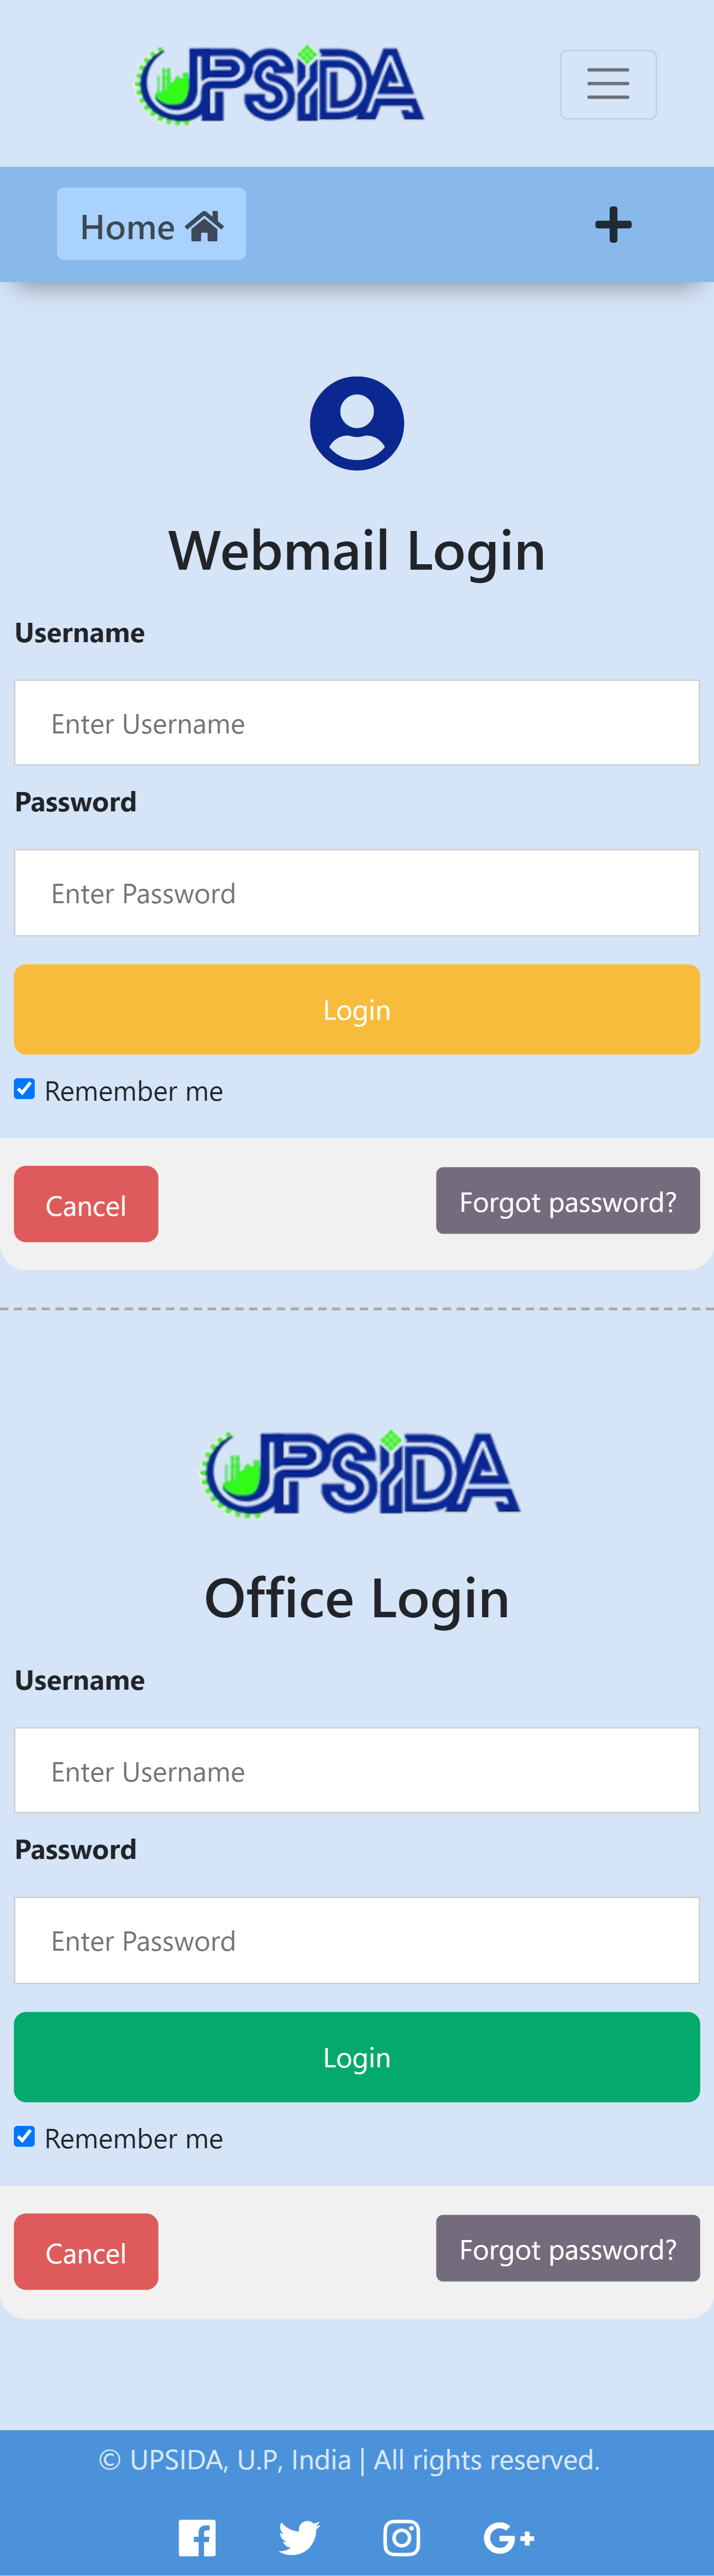 UPSIDA
Home
Webmail Login
Username
Enter Username
Password
Enter Password
Login
Remember me
Cancel Forgot password?
UPSIDA
Office Login
Username
Enter Username
Password
Enter Password
Login
Remember me
Cancel Forgot password?
© UPSIDA, U.P, India | All rights reserved.
G+